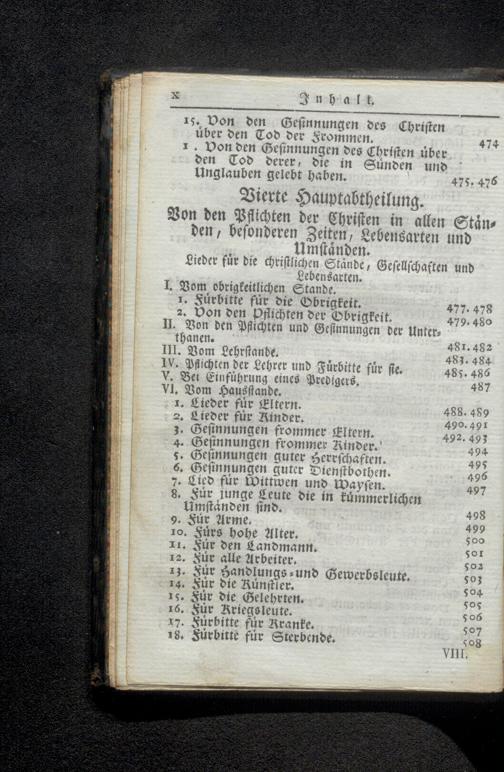 X Inhalt.
15. Von den Gesinnungen des Christen
über den Tod der Frommen. 474
1 . Von den Gesinnungen des Christen über
den Tod derer, die in Sünden und
Unglauben gelebt haben. 475. 476
Vierte Hauptabtheilung.
Von den Pflichten der Christen in allen Stän-
den, besonderen Zeiten, Lebensarten und
Umständen.
Lieder für die christlichen Stände, Gesellschaften und
Lebensarten.
I. Vom obrigkeitlichen Stande.
1. Fürbitte für die Obrigkeit. 477. 478
2. Von den Pflichten der Obrigkeit. 479. 480
II. Von den Pflichten und Gesinnungen der Unter-
thanen. 481. 482
III. Vom Lehrstande. 483. 484
IV. Pflichten der Lehrer und Fürbitte für sie. 485. 486
V. Bei Einführung eines Predigers. 487
VI. Vom Hausstande.
1. Lieder für Eltern. 488. 489
2. Lieder für Kinder. 490. 491
3. Gesinnungen frommer Eltern. 492. 493
4. Gesinnungen frommer Kinder. 494
5. Gesinnungen guter Herrschaften. 495
6. Gesinnungen guter Dienstboten. 496
7. Lied für Wittwen und Waysen. 497
8. Für junge Leute die in kümmerlichen
Umständen sind. 498
9. Für Arme. 499
10. Fürs hohe Alter. 500
11. Für den Landmann. 501
12. Für alle Arbeiter. 502
13. Für Handlungs- und Gewerbsleute. 503
14. Für die Künstler. 504
15. Für die Gelehrten. 505
16. Für Kriegsleute. 506
17. Fürbitte für Kranke. 507
18. Fürbitte für Sterbende. 508
VIII.